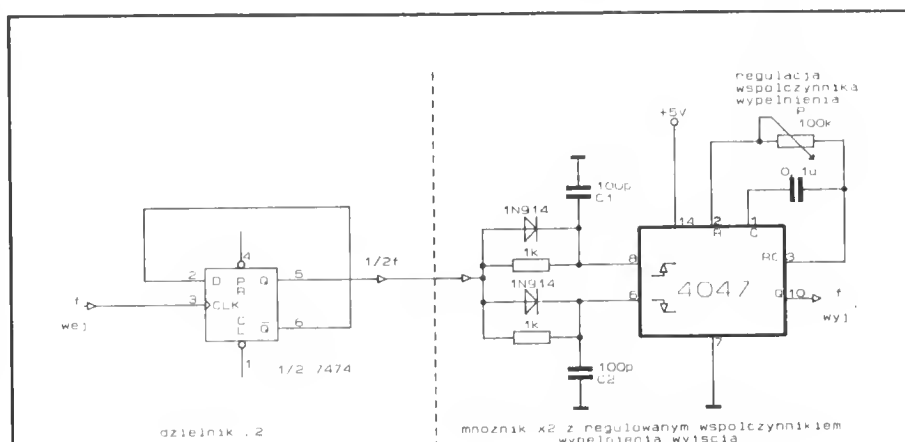 regulacja
wspolczynnika
wypelnienia
P
100k
+5V
0,1u
100p
C1
1N914
14
2
R
1
C
1k
8
RC
3
4047
1N914
6
Q
10
f
wyj.
1k
7
100p
C2
4
2
D
P
R
Q
5
1/2f
f
wej
3
CLK
C
L
Q
6
1
1/2 7474
dzielnik :2
mnoznik x2 z regulowanym wspolczynnikiem
wypelnienia wyjscia